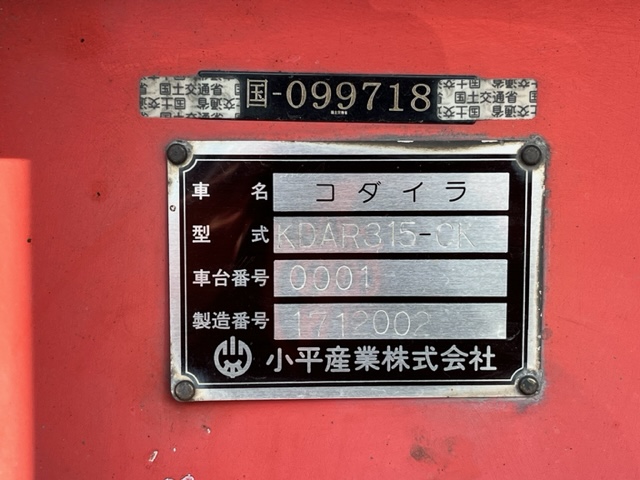 国土交通省 国-099718 国土交通省
車名 コダイラ
型式 KDAR315-CK
車台番号 0001
製造番号 1712002
小平産業株式会社